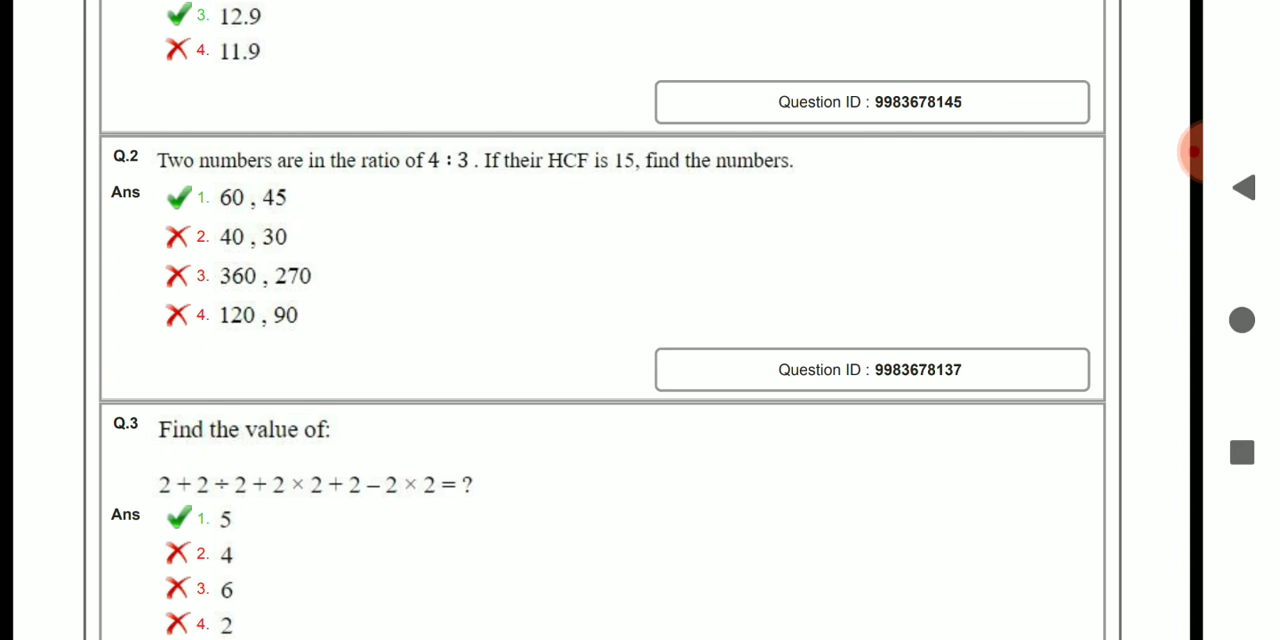 3. 12.9
4. 11.9
Question ID : 9983678145
Q.2 Two numbers are in the ratio of 4 : 3 . If their HCF is 15, find the numbers.
Ans 1. 60 , 45
2. 40 , 30
3. 360 , 270
4. 120 , 90
Question ID : 9983678137
Q.3 Find the value of:
2 + 2 ÷ 2 + 2 × 2 + 2 – 2 × 2 = ?
Ans 1. 5
2. 4
3. 6
4. 2